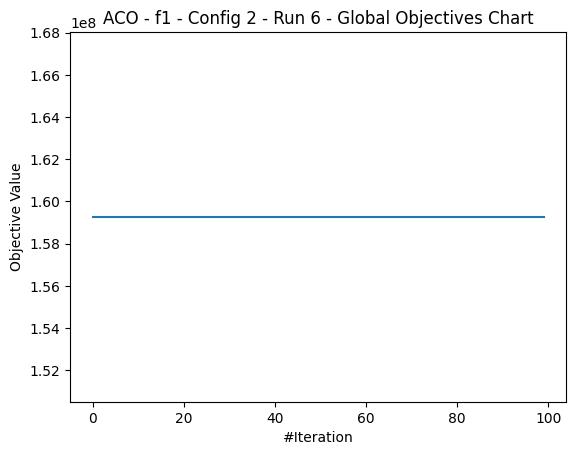 ACO - f1 - Config 2 - Run 6 - Global Objectives Chart
1e8
1.68
1.66
1.64
1.62
1.60
1.58
1.56
1.54
1.52
Objective Value
0 20 40 60 80 100
#Iteration